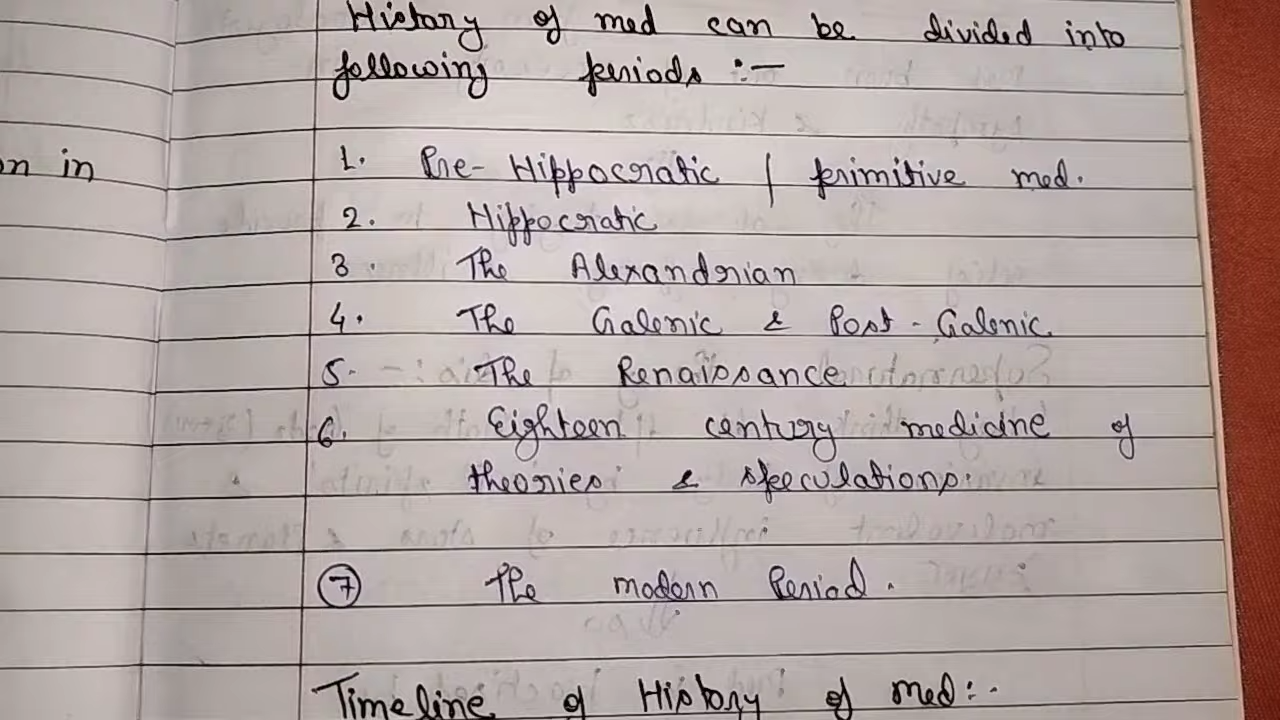 on in
History of med can be divided into
following periods :-
1. Pre-Hippocratic / primitive med.
2. Hippocratic
3. The Alexandrian
4. The Galenic & Post-Galenic
5. The Renaissance
6. Eighteen century medicine of
theories & speculations.
7 The modern Period.
Timeline of History of med:-